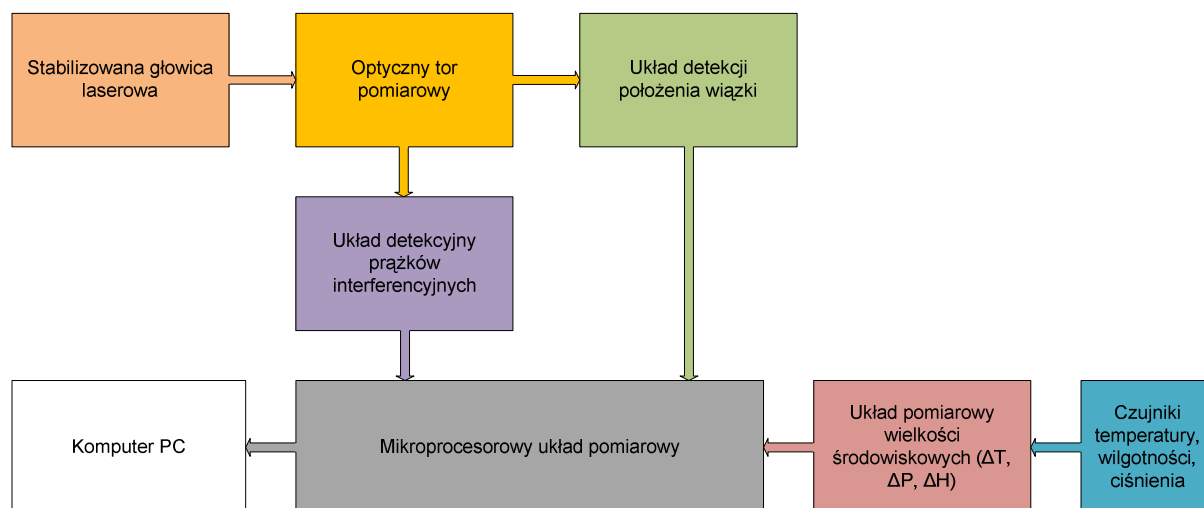 Stabilizowana głowica
laserowa
Optyczny tor
pomiarowy
Układ detekcji
położenia wiązki
Układ detekcyjny
prążków
interferencyjnych
Komputer PC
Mikroprocesorowy układ pomiarowy
Układ pomiarowy
wielkości
środowiskowych (ΔT,
ΔP, ΔH)
Czujniki
temperatury,
wilgotności,
ciśnienia